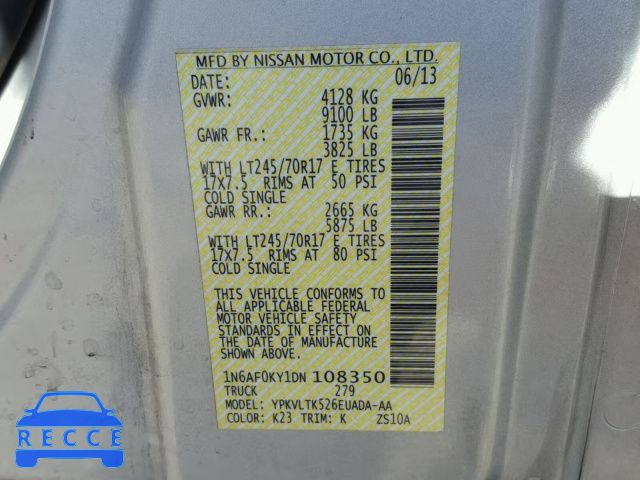 MFD BY NISSAN MOTOR CO., LTD.
DATE: 06/13
GVWR: 4128 KG
9100 LB
GAWR FR.: 1735 KG
3825 LB
WITH LT245/70R17 E TIRES
17X7.5 RIMS AT 50 PSI
COLD SINGLE
GAWR RR.: 2665 KG
5875 LB
WITH LT245/70R17 E TIRES
17X7.5 RIMS AT 80 PSI
COLD SINGLE
THIS VEHICLE CONFORMS TO
ALL APPLICABLE FEDERAL
MOTOR VEHICLE SAFETY
STANDARDS IN EFFECT ON
THE DATE OF MANUFACTURE
SHOWN ABOVE.
1N6AF0KY1DN 108350
TRUCK 279
MODEL: YPKVLTK526EUADA-AA
COLOR: K23 TRIM: K ZS10A
RECCE